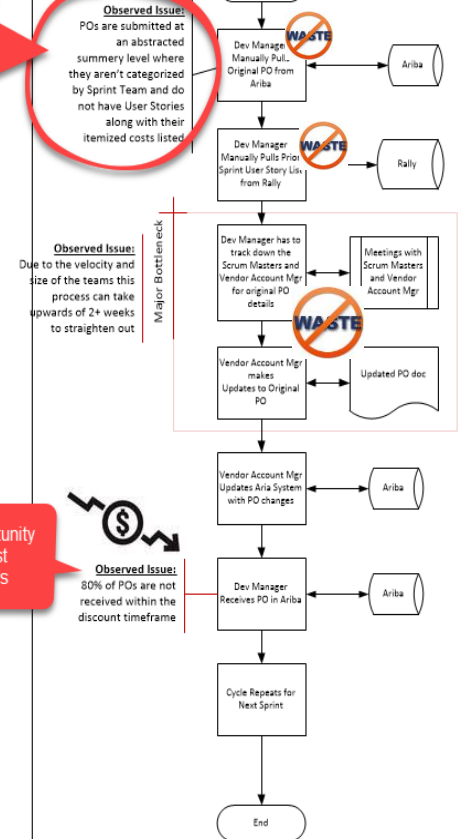 Observed Issue:
POs are submitted at
an abstracted
summery level where
they aren't categorized
by Sprint Team and do
not have User Stories
along with their
itemized costs listed
WASTE
Dev Manager
Manually Pulls
Original PO from
Ariba
Ariba
WASTE
Dev Manager
Manually Pulls Prior
Sprint User Story List
from Rally
Rally
Major Bottleneck
Observed Issue:
Due to the velocity and
size of the teams this
process can take
upwards of 2+ weeks
to straighten out
Dev Manager has to
track down the
Scrum Masters and
Vendor Account Mgr
for original PO
details
Meetings with
Scrum Masters
and Vendor
Account Mgr
WASTE
Vendor Account Mgr
makes
Updates to Original
PO
Updated PO doc
Vendor Account Mgr
Updates Aria System
with PO changes
Ariba
$
Observed Issue:
80% of POs are not
received within the
discount timeframe
Dev Manager
Receives PO in Ariba
Ariba
Cycle Repeats for
Next Sprint
End